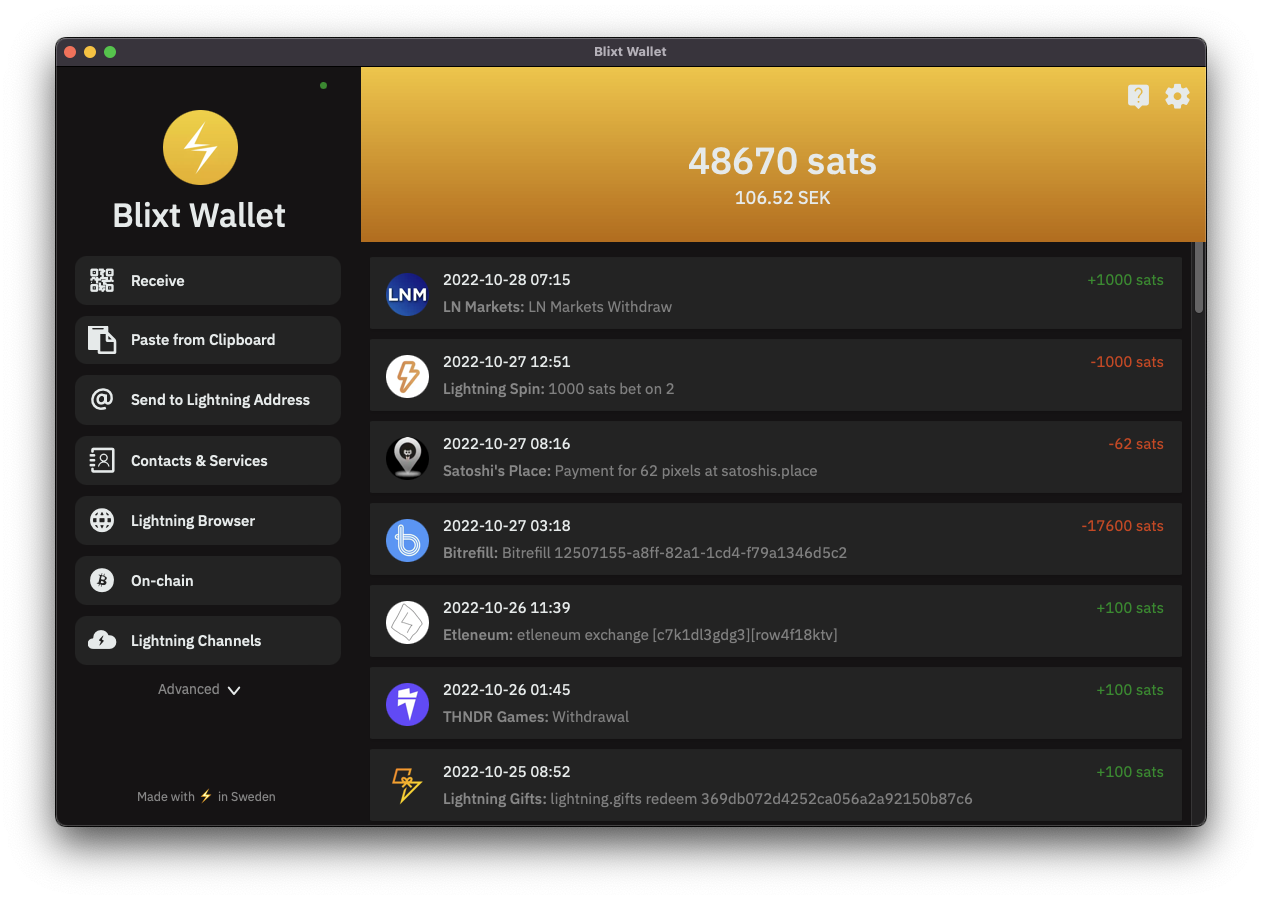 Blixt Wallet
Blixt Wallet
Receive
Paste from Clipboard
Send to Lightning Address
Contacts & Services
Lightning Browser
On-chain
Lightning Channels
Advanced
Made with ⚡ in Sweden
48670 sats
106.52 SEK
LNM
2022-10-28 07:15
+1000 sats
LN Markets: LN Markets Withdraw
2022-10-27 12:51
-1000 sats
Lightning Spin: 1000 sats bet on 2
2022-10-27 08:16
-62 sats
Satoshi's Place: Payment for 62 pixels at satoshis.place
2022-10-27 03:18
-17600 sats
Bitrefill: Bitrefill 12507155-a8ff-82a1-1cd4-f79a1346d5c2
2022-10-26 11:39
+100 sats
Etleneum: etleneum exchange [c7k1dl3gdg3][row4f18ktv]
2022-10-26 01:45
+100 sats
THNDR Games: Withdrawal
2022-10-25 08:52
+100 sats
Lightning Gifts: lightning.gifts redeem 369db072d4252ca056a2a92150b87c6